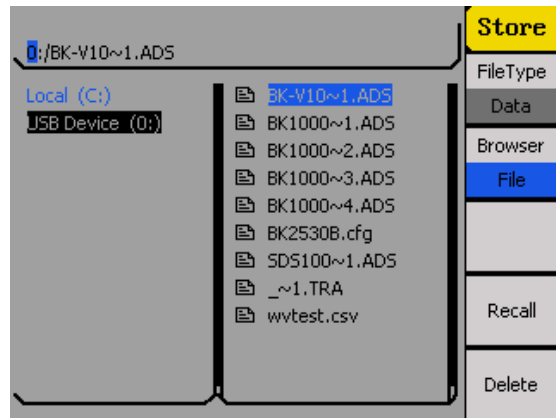 0:/BK-V10~1.ADS
Local (C:)
USB Device (0:)
BK-V10~1.ADS
BK1000~1.ADS
BK1000~2.ADS
BK1000~3.ADS
BK1000~4.ADS
BK2530B.cfg
SDS100~1.ADS
_~1.TRA
wvtest.csv
Store
FileType
Data
Browser
File
Recall
Delete